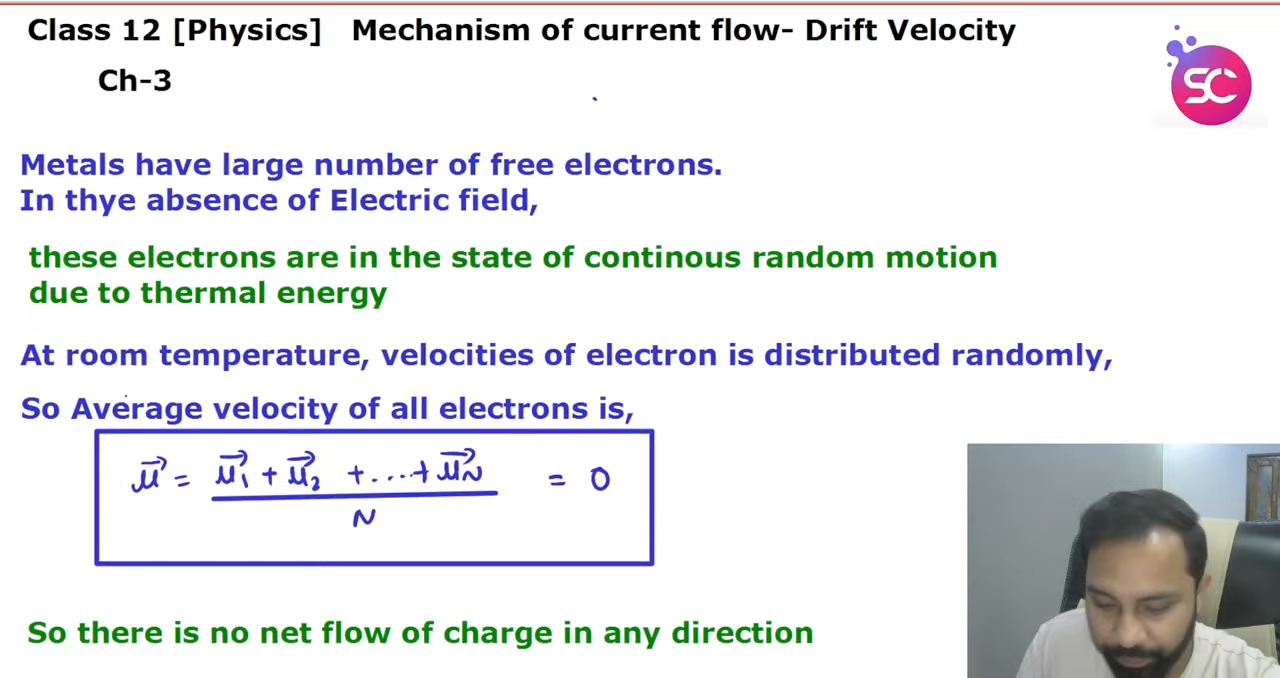 Class 12 [Physics] Mechanism of current flow- Drift Velocity
Ch-3
SC
Metals have large number of free electrons.
In thye absence of Electric field,
these electrons are in the state of continous random motion
due to thermal energy
At room temperature, velocities of electron is distributed randomly,
So Average velocity of all electrons is,
u⃗ = (u⃗₁ + u⃗₂ + .... + u⃗N) / N = 0
So there is no net flow of charge in any direction